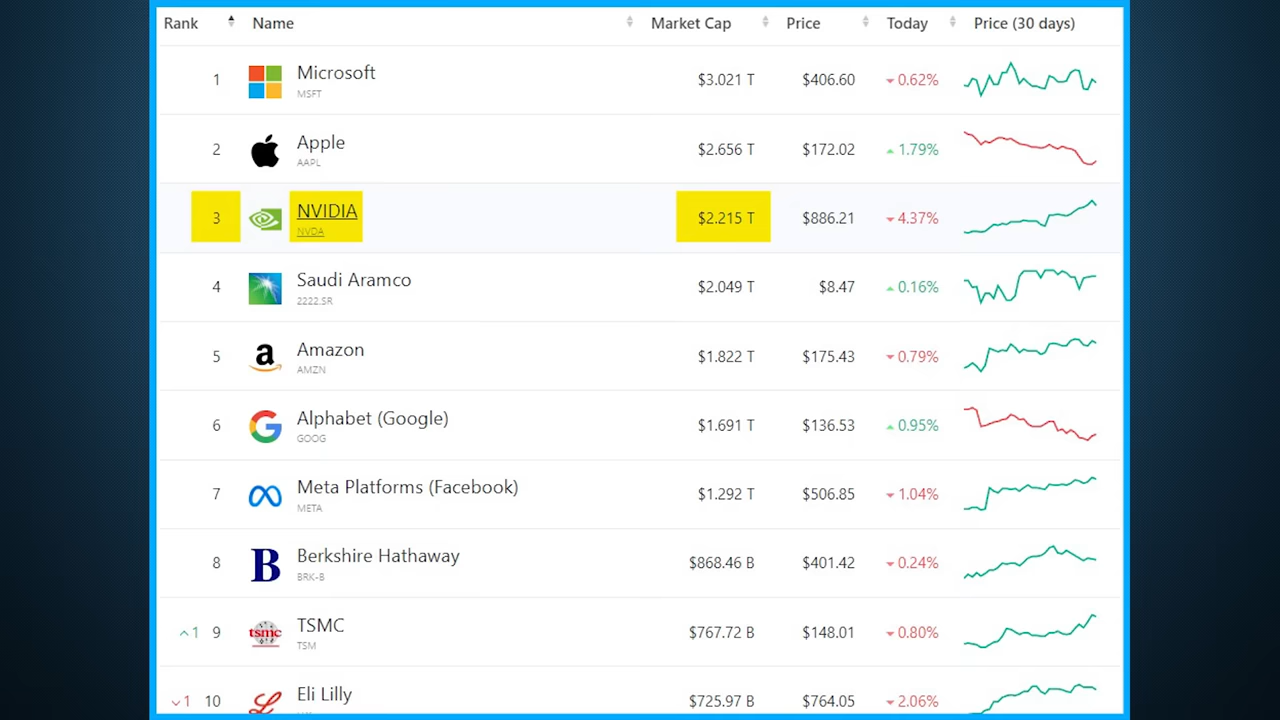 Rank Name Market Cap Price Today Price (30 days)
1 Microsoft $3.021 T $406.60 0.62%
MSFT
2 Apple $2.656 T $172.02 1.79%
AAPL
3 NVIDIA $2.215 T $886.21 4.37%
NVDA
4 Saudi Aramco $2.049 T $8.47 0.16%
2222.SR
5 Amazon $1.822 T $175.43 0.79%
AMZN
6 Alphabet (Google) $1.691 T $136.53 0.95%
GOOG
7 Meta Platforms (Facebook) $1.292 T $506.85 1.04%
META
8 Berkshire Hathaway $868.46 B $401.42 0.24%
BRK-B
1 9 tsmc TSMC $767.72 B $148.01 0.80%
TSM
1 10 Eli Lilly $725.97 B $764.05 2.06%